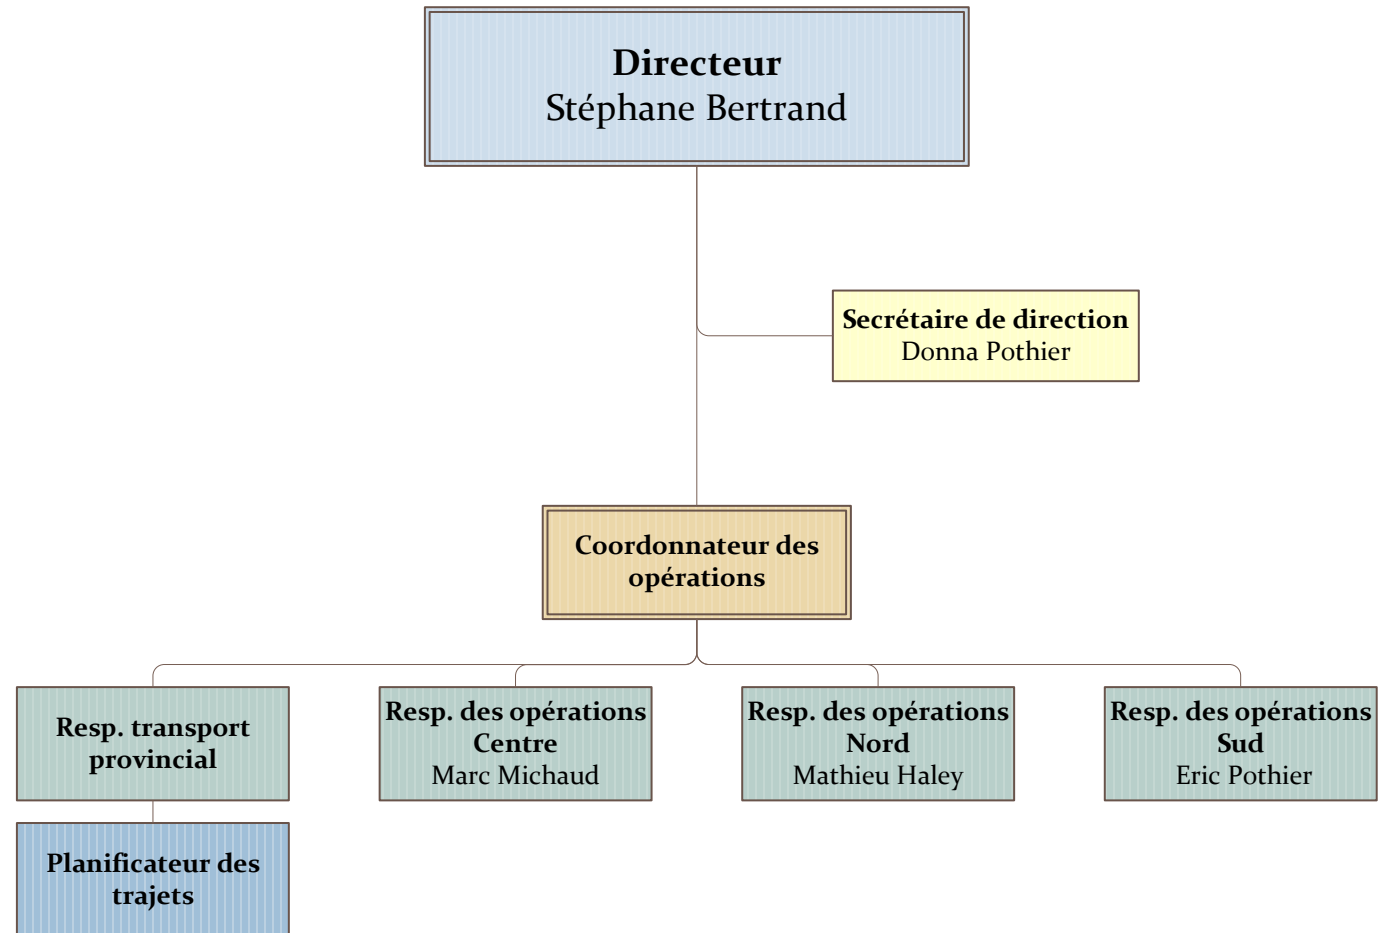 Directeur
Stéphane Bertrand
Secrétaire de direction
Donna Pothier
Coordonnateur des
opérations
Resp. transport
provincial
Resp. des opérations
Centre
Marc Michaud
Resp. des opérations
Nord
Mathieu Haley
Resp. des opérations
Sud
Eric Pothier
Planificateur des
trajets